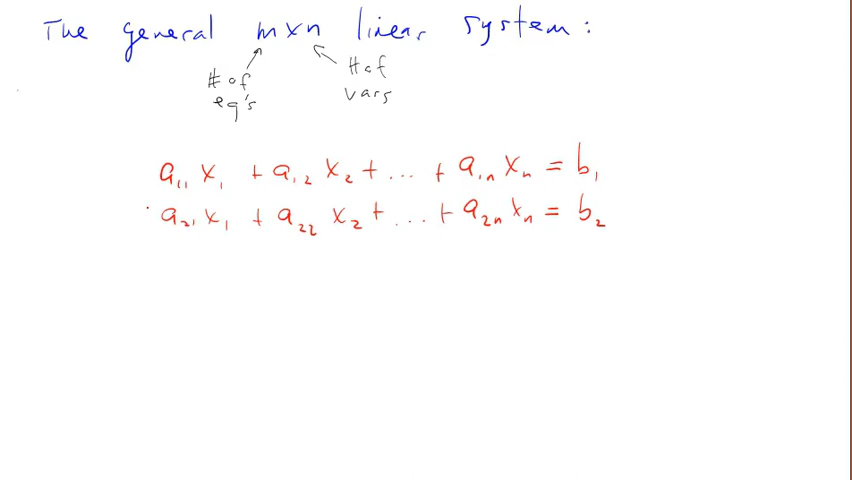 The general m×n linear system:
# of eq's
# of vars
a₁₁ x₁ + a₁₂ x₂ + ... + a₁ₙ xₙ = b₁
a₂₁ x₁ + a₂₂ x₂ + ... + a₂ₙ xₙ = b₂